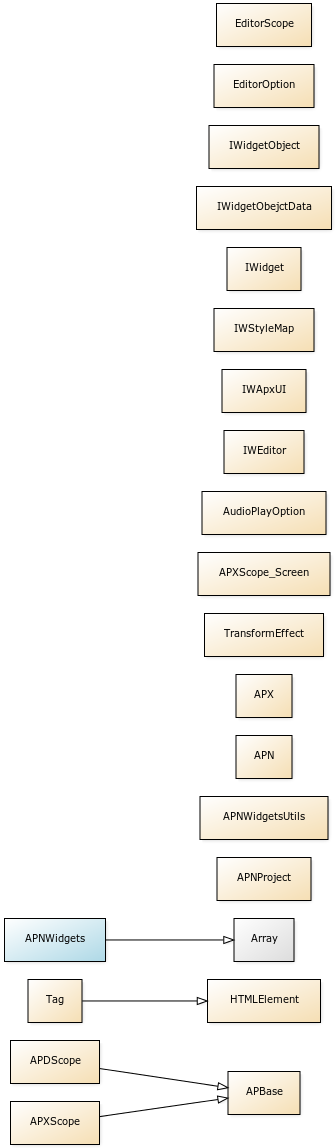 EditorScope
EditorOption
IWidgetObject
IWidgetObejctData
IWidget
IWStyleMap
IWApxUI
IWEditor
AudioPlayOption
APXScope_Screen
TransformEffect
APX
APN
APNWidgetsUtils
APNProject
APNWidgets
Array
Tag
HTMLElement
APDScope
APBase
APXScope